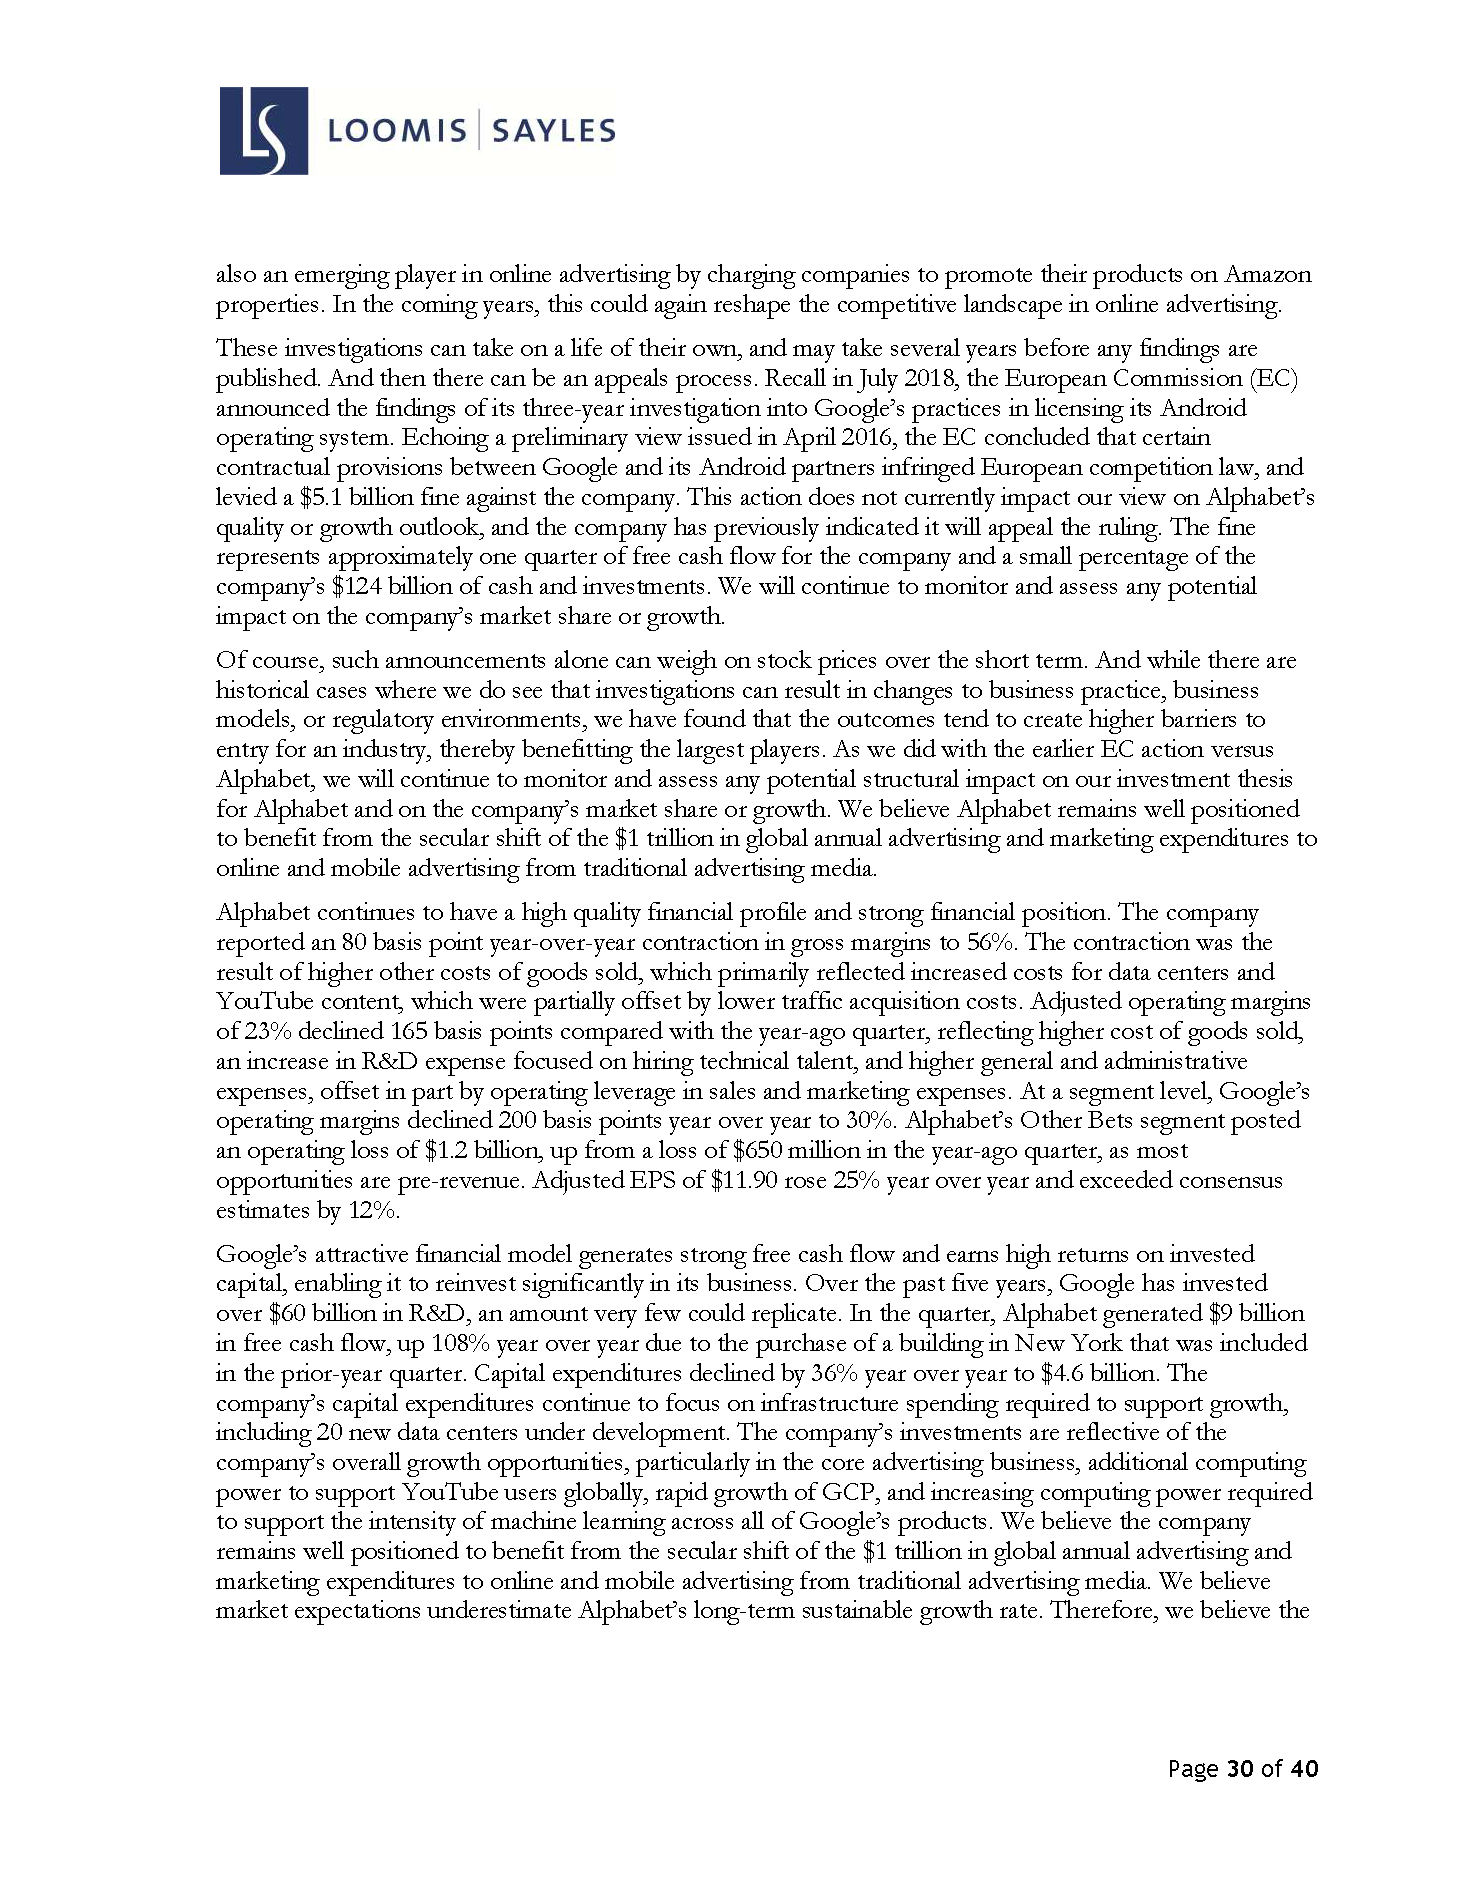 LS LOOMIS | SAYLES
also an emerging player in online advertising by charging companies to promote their products on Amazon
properties. In the coming years, this could again reshape the competitive landscape in online advertising.
These investigations can take on a life of their own, and may take several years before any findings are
published. And then there can be an appeals process. Recall in July 2018, the European Commission (EC)
announced the findings of its three-year investigation into Google’s practices in licensing its Android
operating system. Echoing a preliminary view issued in April 2016, the EC concluded that certain
contractual provisions between Google and its Android partners infringed European competition law, and
levied a $5.1 billion fine against the company. This action does not currently impact our view on Alphabet’s
quality or growth outlook, and the company has previously indicated it will appeal the ruling. The fine
represents approximately one quarter of free cash flow for the company and a small percentage of the
company’s $124 billion of cash and investments. We will continue to monitor and assess any potential
impact on the company’s market share or growth.
Of course, such announcements alone can weigh on stock prices over the short term. And while there are
historical cases where we do see that investigations can result in changes to business practice, business
models, or regulatory environments, we have found that the outcomes tend to create higher barriers to
entry for an industry, thereby benefitting the largest players. As we did with the earlier EC action versus
Alphabet, we will continue to monitor and assess any potential structural impact on our investment thesis
for Alphabet and on the company’s market share or growth. We believe Alphabet remains well positioned
to benefit from the secular shift of the $1 trillion in global annual advertising and marketing expenditures to
online and mobile advertising from traditional advertising media.
Alphabet continues to have a high quality financial profile and strong financial position. The company
reported an 80 basis point year-over-year contraction in gross margins to 56%. The contraction was the
result of higher other costs of goods sold, which primarily reflected increased costs for data centers and
YouTube content, which were partially offset by lower traffic acquisition costs. Adjusted operating margins
of 23% declined 165 basis points compared with the year-ago quarter, reflecting higher cost of goods sold,
an increase in R&D expense focused on hiring technical talent, and higher general and administrative
expenses, offset in part by operating leverage in sales and marketing expenses. At a segment level, Google’s
operating margins declined 200 basis points year over year to 30%. Alphabet’s Other Bets segment posted
an operating loss of $1.2 billion, up from a loss of $650 million in the year-ago quarter, as most
opportunities are pre-revenue. Adjusted EPS of $11.90 rose 25% year over year and exceeded consensus
estimates by 12%.
Google’s attractive financial model generates strong free cash flow and earns high returns on invested
capital, enabling it to reinvest significantly in its business. Over the past five years, Google has invested
over $60 billion in R&D, an amount very few could replicate. In the quarter, Alphabet generated $9 billion
in free cash flow, up 108% year over year due to the purchase of a building in New York that was included
in the prior-year quarter. Capital expenditures declined by 36% year over year to $4.6 billion. The
company’s capital expenditures continue to focus on infrastructure spending required to support growth,
including 20 new data centers under development. The company’s investments are reflective of the
company’s overall growth opportunities, particularly in the core advertising business, additional computing
power to support YouTube users globally, rapid growth of GCP, and increasing computing power required
to support the intensity of machine learning across all of Google’s products. We believe the company
remains well positioned to benefit from the secular shift of the $1 trillion in global annual advertising and
marketing expenditures to online and mobile advertising from traditional advertising media. We believe
market expectations underestimate Alphabet’s long-term sustainable growth rate. Therefore, we believe the
Page 30 of 40